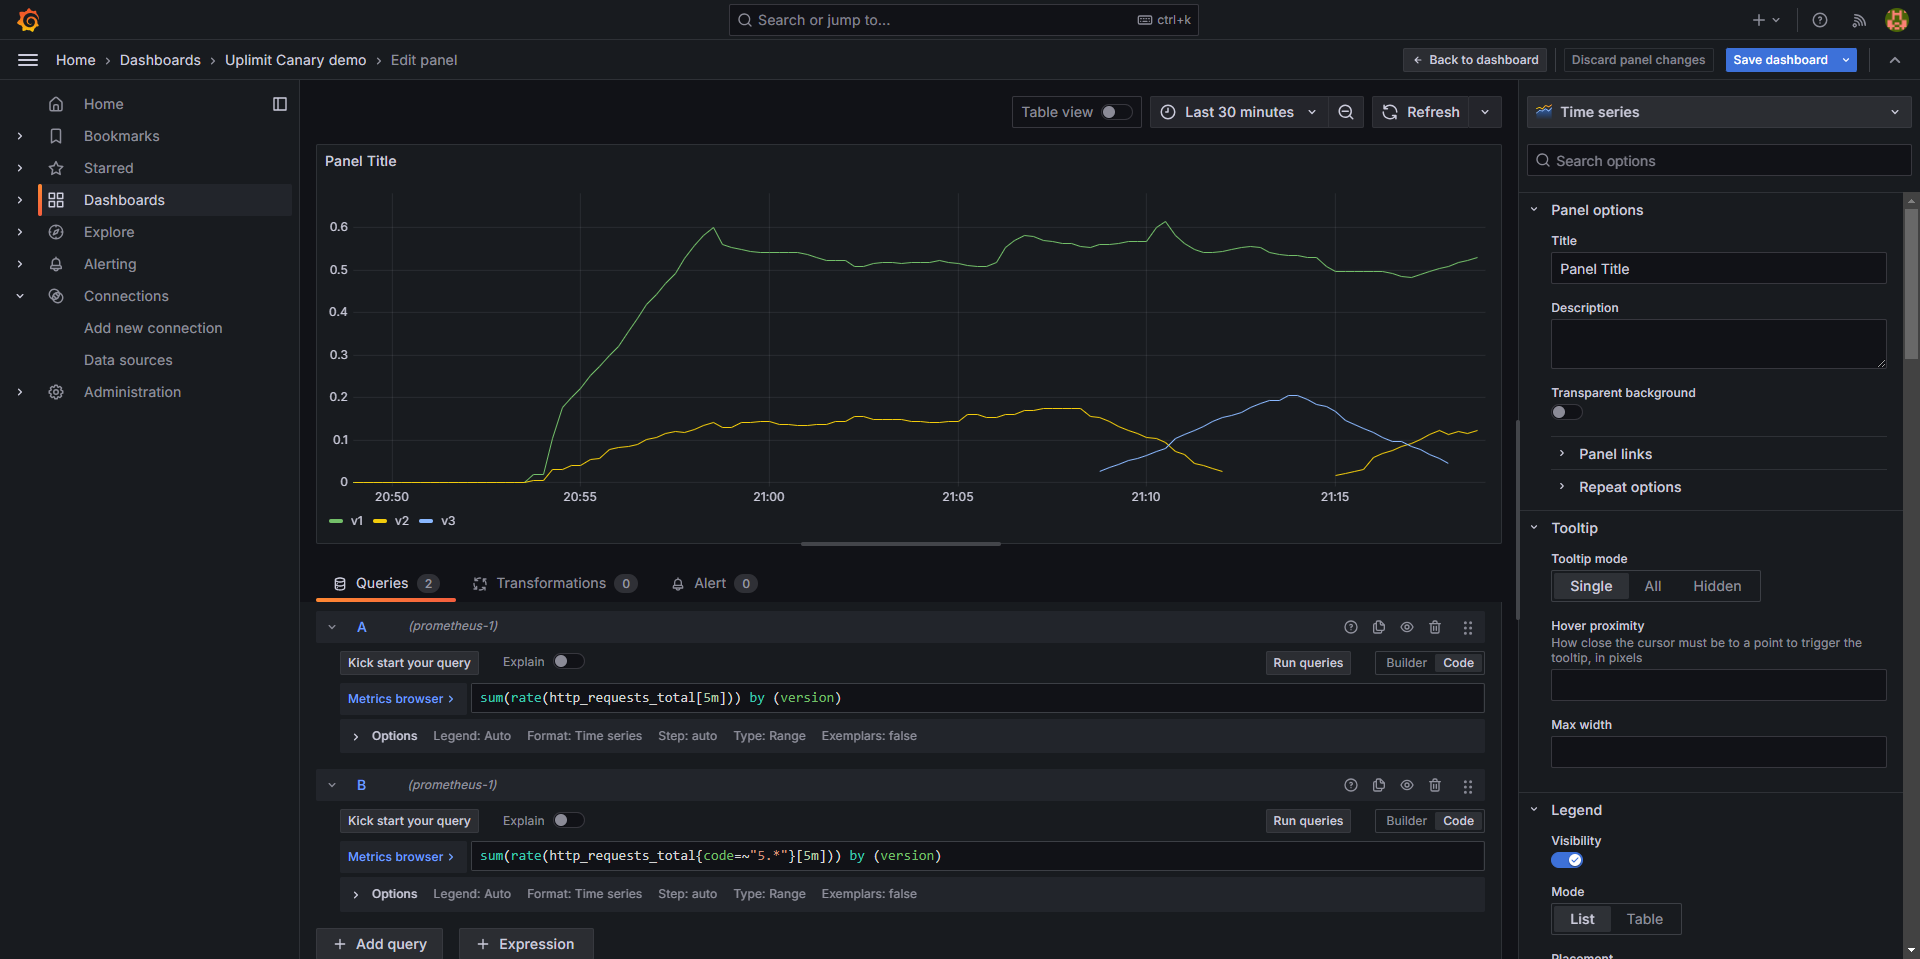 Search or jump to...
ctrl+k
Home › Dashboards › Uplimit Canary demo › Edit panel
Back to dashboard
Discard panel changes
Save dashboard
Home
Bookmarks
Starred
Dashboards
Explore
Alerting
Connections
Add new connection
Data sources
Administration
Table view
Last 30 minutes
Refresh
Panel Title
0.6
0.5
0.4
0.3
0.2
0.1
0
20:50 20:55 21:00 21:05 21:10 21:15
v1 v2 v3
Queries 2
Transformations 0
Alert 0
A (prometheus-1)
Kick start your query
Explain
Run queries
Builder Code
Metrics browser >
sum(rate(http_requests_total[5m])) by (version)
Options Legend: Auto Format: Time series Step: auto Type: Range Exemplars: false
B (prometheus-1)
Kick start your query
Explain
Run queries
Builder Code
Metrics browser >
sum(rate(http_requests_total{code=~"5.*"}[5m])) by (version)
Options Legend: Auto Format: Time series Step: auto Type: Range Exemplars: false
+ Add query
+ Expression
Time series
Search options
Panel options
Title
Panel Title
Description
Transparent background
Panel links
Repeat options
Tooltip
Tooltip mode
Single All Hidden
Hover proximity
How close the cursor must be to a point to trigger the
tooltip, in pixels
Max width
Legend
Visibility
Mode
List Table
Placement